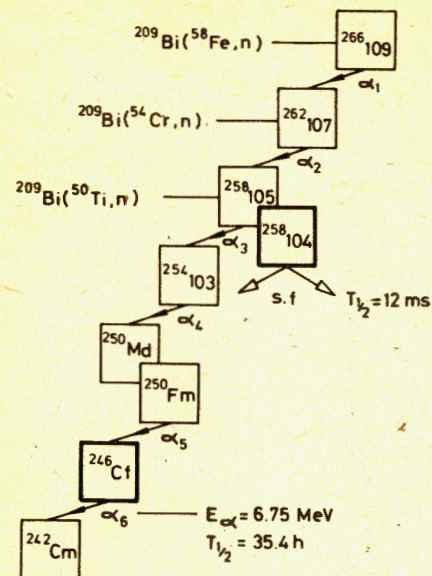 ²⁰⁹Bi(⁵⁸Fe,n)
²⁶⁶109
α₁
²⁰⁹Bi(⁵⁴Cr,n)
²⁶²107
α₂
²⁰⁹Bi(⁵⁰Ti,n)
²⁵⁸105
²⁵⁸104
α₃
s.f
T½=12 ms
²⁵⁴103
α₄
²⁵⁰Md
²⁵⁰Fm
α₅
²⁴⁶Cf
α₆
Eα=6.75 MeV
T½=35.4h
²⁴²Cm